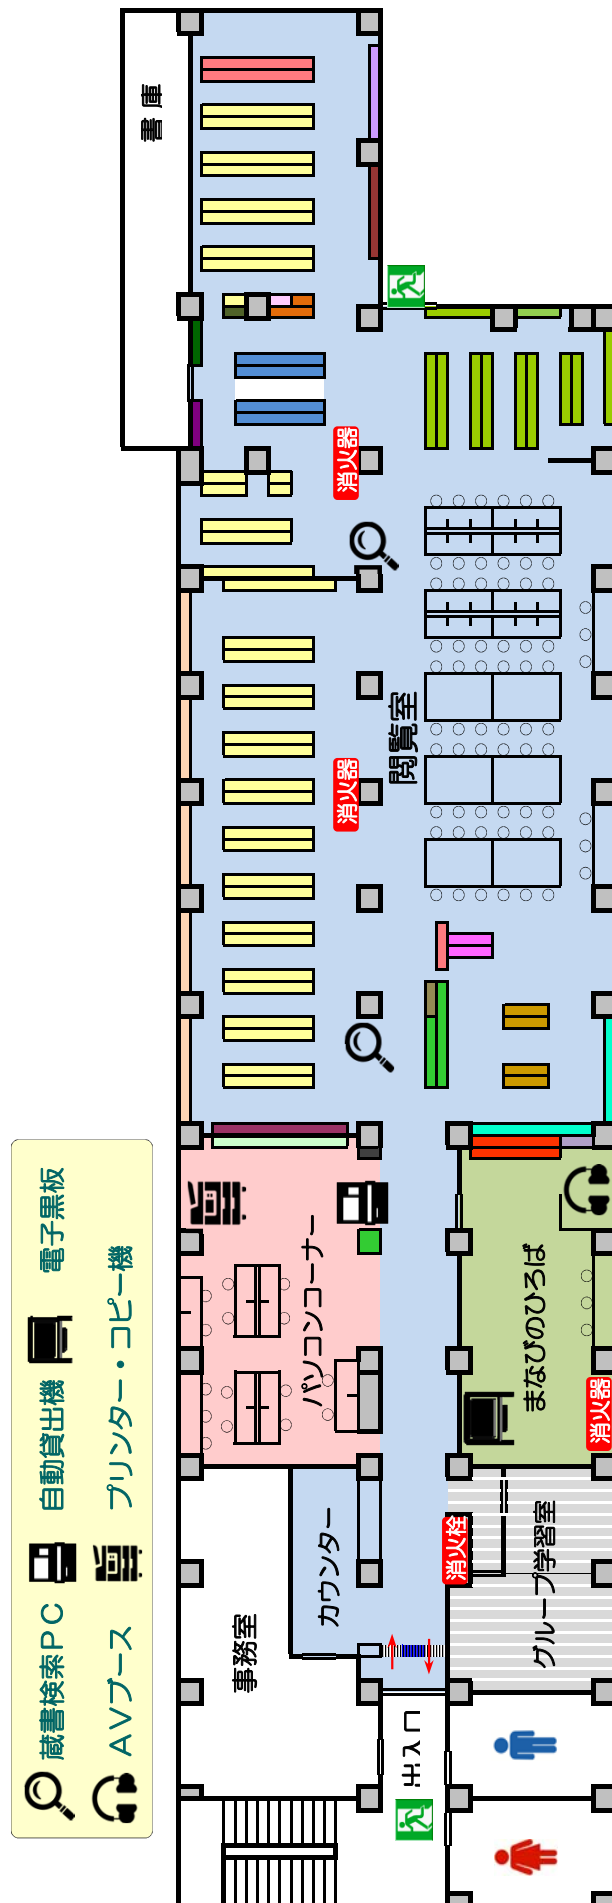 書庫
消火器
閲覧室
消火器
パソコンコーナー
まなびのひろば
消火器
消火栓
カウンター
グループ学習室
事務室
出入口
蔵書検索PC
自動貸出機
電子黒板
AVブース
プリンター・コピー機